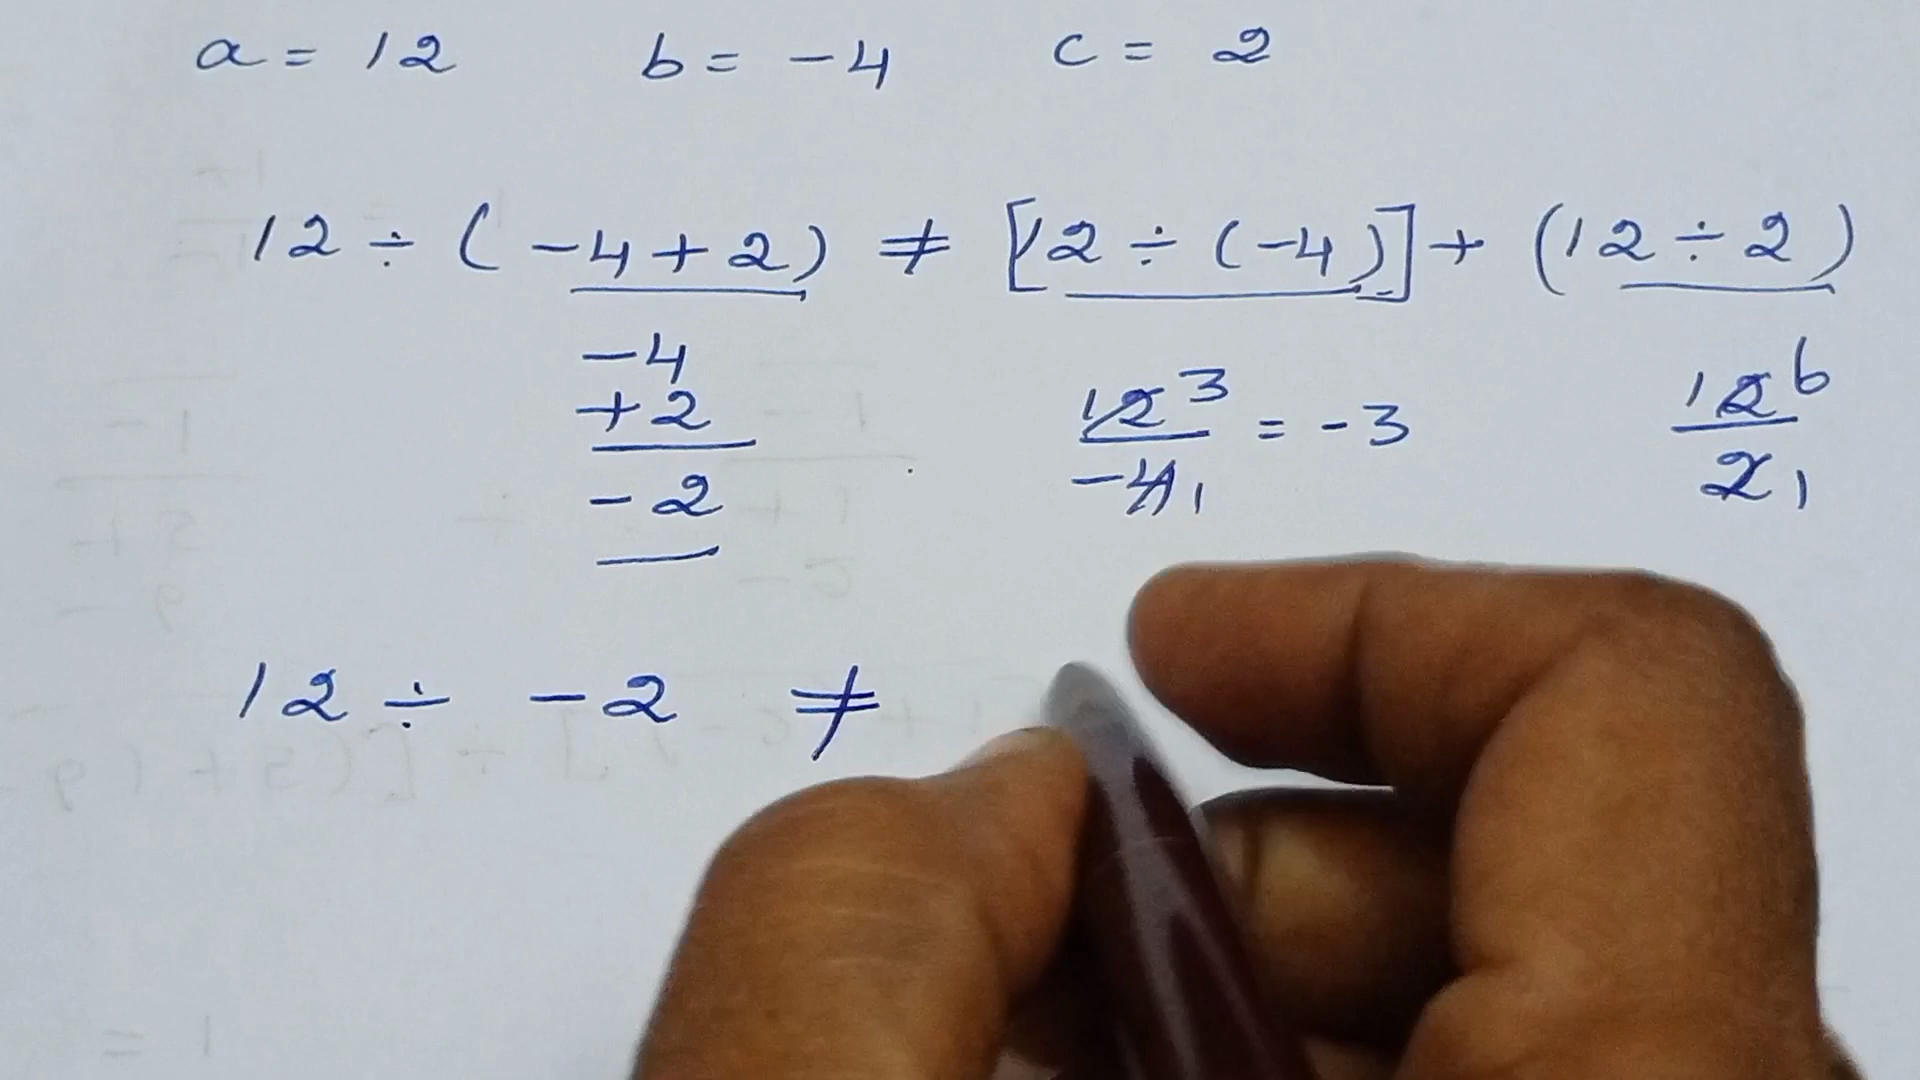 a = 12 b = -4 c = 2
12 ÷ (-4+2) ≠ [12 ÷ (-4)] + (12 ÷ 2)
-4
+2
-2
12 3
-4 1
= -3
12 6
2 1
12 ÷ -2 ≠